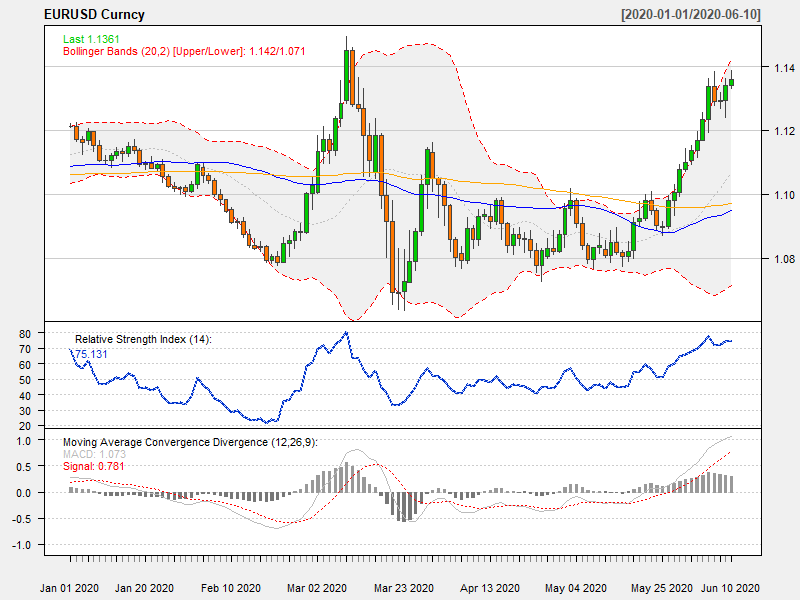 EURUSD Curncy [2020-01-01/2020-06-10]
Last 1.1361
Bollinger Bands (20,2) [Upper/Lower]: 1.142/1.071
1.14
1.12
1.10
1.08
Relative Strength Index (14):
75.131
80
70
60
50
40
30
20
Moving Average Convergence Divergence (12,26,9):
MACD: 1.073
Signal: 0.781
1.0
0.5
0.0
-0.5
-1.0
Jan 01 2020 Jan 20 2020 Feb 10 2020 Mar 02 2020 Mar 23 2020 Apr 13 2020 May 04 2020 May 25 2020 Jun 10 2020